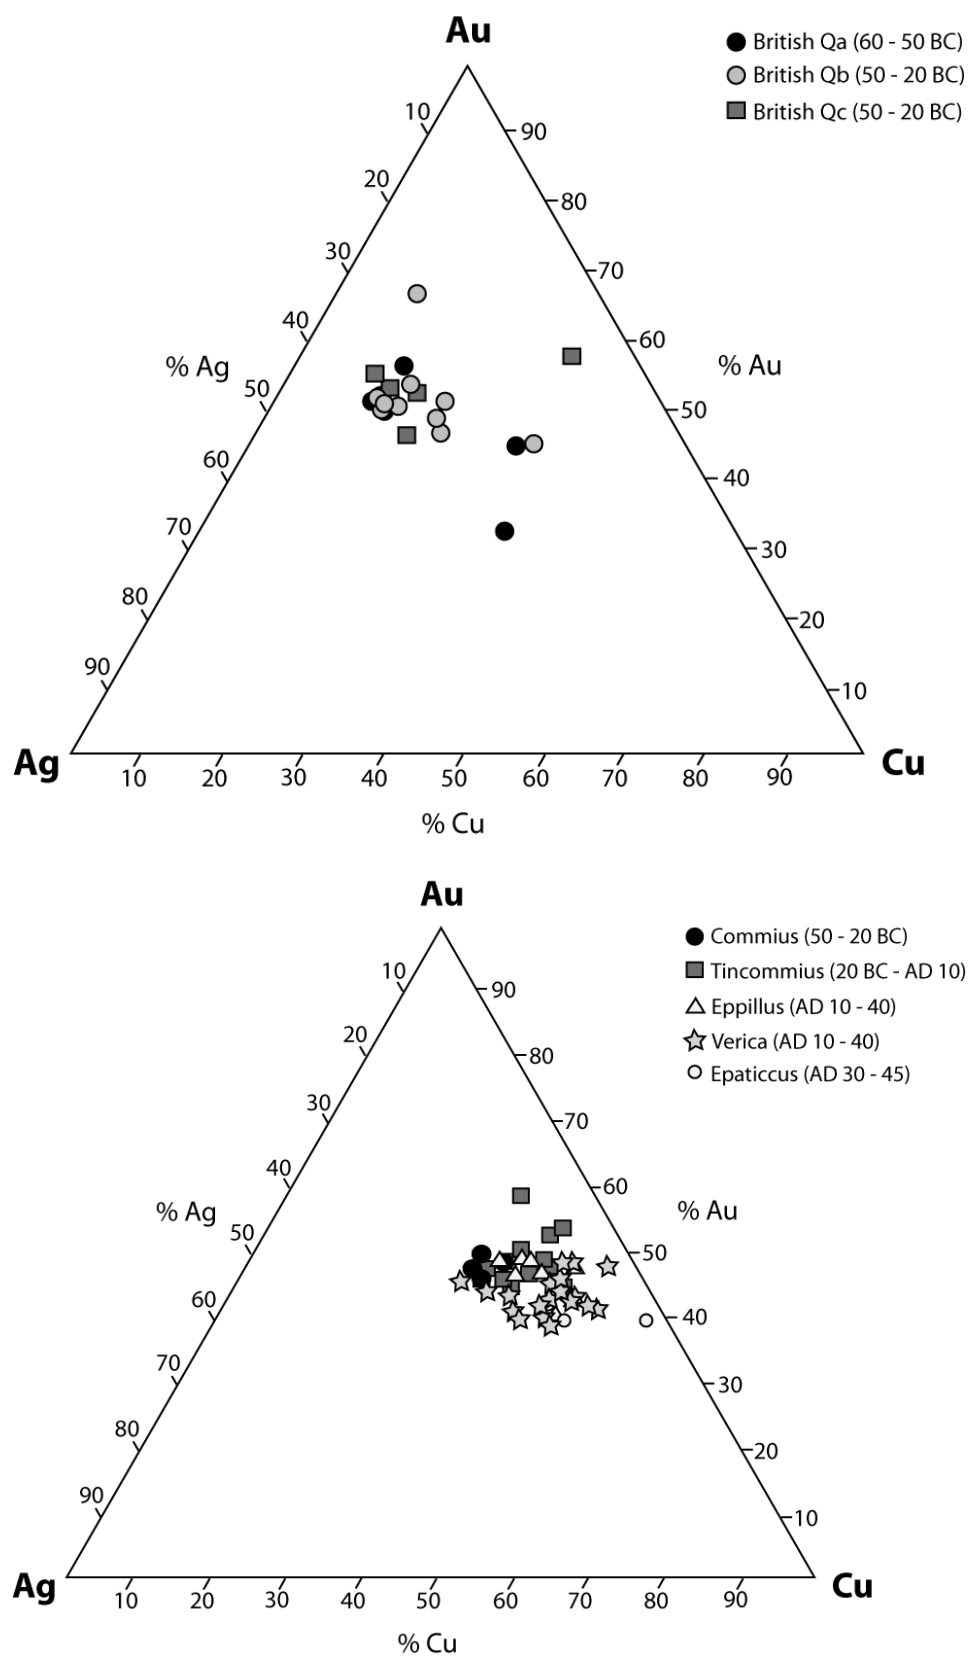 Au
British Qa (60 - 50 BC)
British Qb (50 - 20 BC)
British Qc (50 - 20 BC)
10
90
20
80
30
70
40
60
% Ag
% Au
50
50
60
40
70
30
80
20
90
10
Ag
Cu
10 20 30 40 50 60 70 80 90
% Cu
Au
Commius (50 - 20 BC)
Tincommius (20 BC - AD 10)
Eppillus (AD 10 - 40)
Verica (AD 10 - 40)
Epaticcus (AD 30 - 45)
10
90
20
80
30
70
40
60
% Ag
% Au
50
50
60
40
70
30
80
20
90
10
Ag
Cu
10 20 30 40 50 60 70 80 90
% Cu